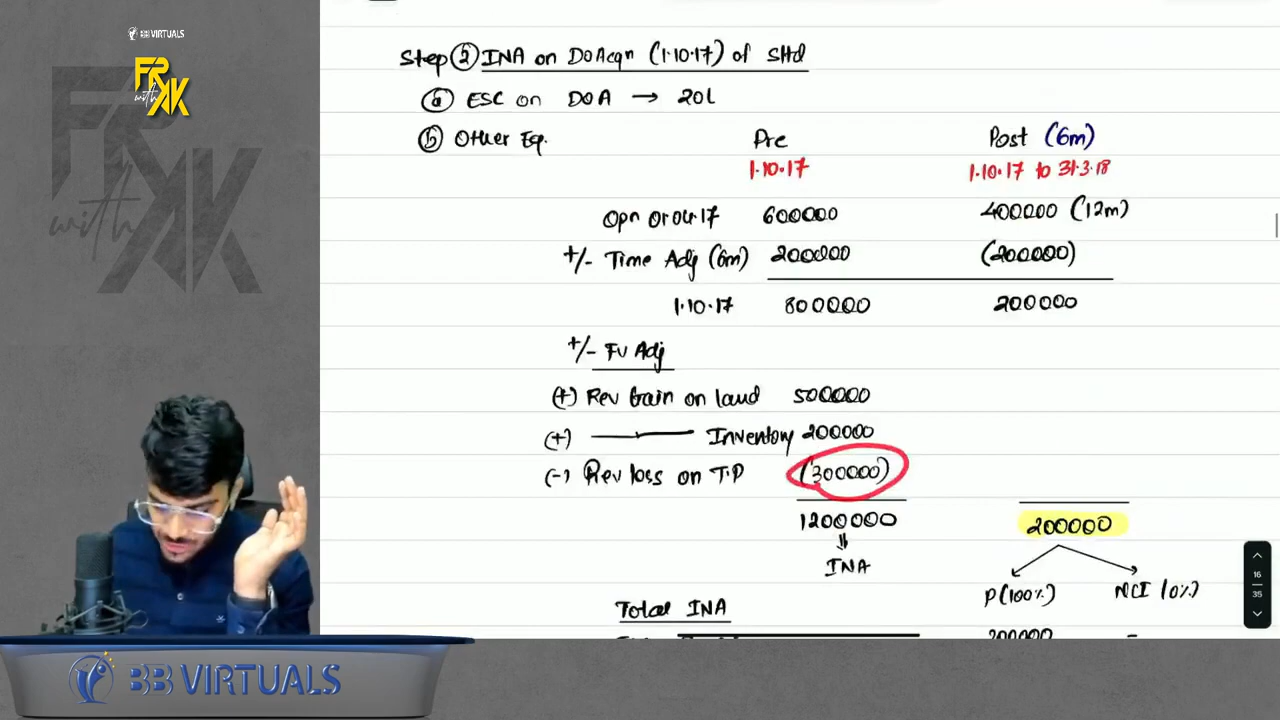 BB VIRTUALS
FR
with
AK
Step ② INA on DOAcqn (1·10·17) of SHd
ⓐ ESC on DOA → 20L
ⓑ Other Eq. Pre Post (6m)
1·10·17 1·10·17 to 31·3·18
Opn 01·04·17 600000 400000 (12m)
+/- Time Adj (6m) 200000 (200000)
1·10·17 800000 200000
+/- FV Adj
(+) Rev Gain on land 500000
(+) Inventory 200000
(-) Rev loss on T.P (300000)
1200000 200000
INA P(100%) NCI (0%)
Total INA
200000 -
16
35
BB VIRTUALS